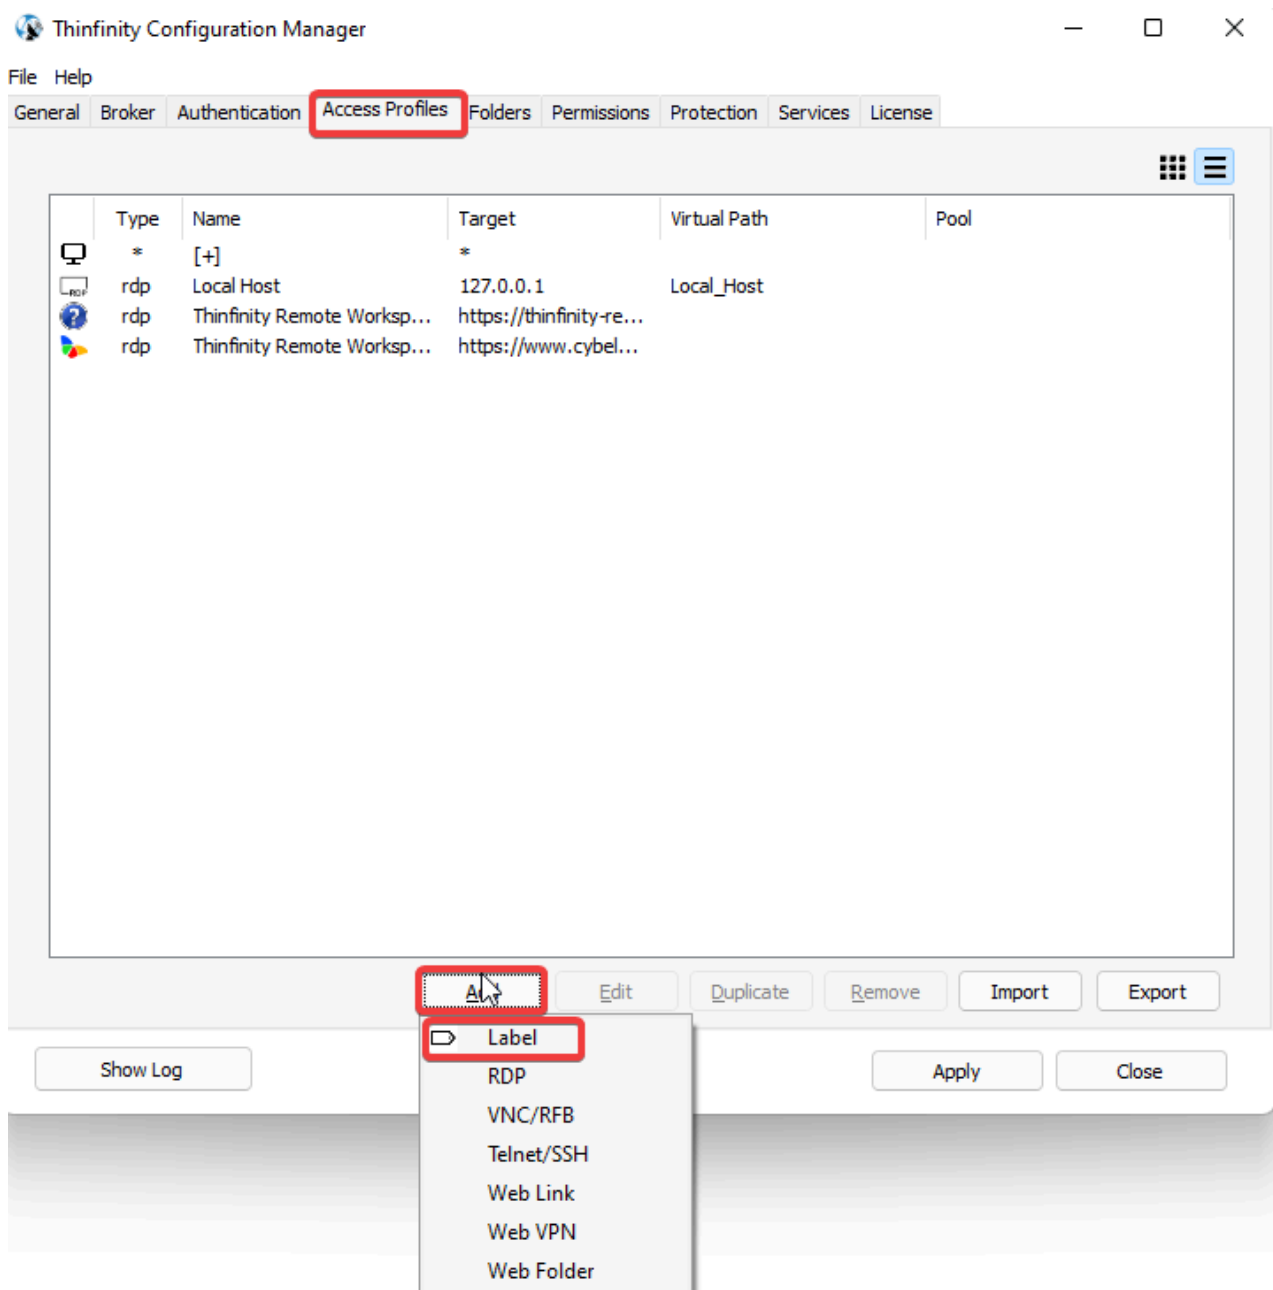 Thinfinity Configuration Manager
File Help
General Broker Authentication Access Profiles Folders Permissions Protection Services License
Type Name Target Virtual Path Pool
* [+] *
RDP rdp Local Host 127.0.0.1 Local_Host
? rdp Thinfinity Remote Worksp... https://thinfinity-re...
rdp Thinfinity Remote Worksp... https://www.cybel...
Edit Duplicate Remove Import Export
Label
Show Log Apply Close
RDP
VNC/RFB
Telnet/SSH
Web Link
Web VPN
Web Folder